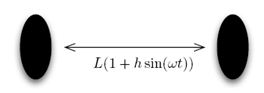 L(1 + h sin(ωt))